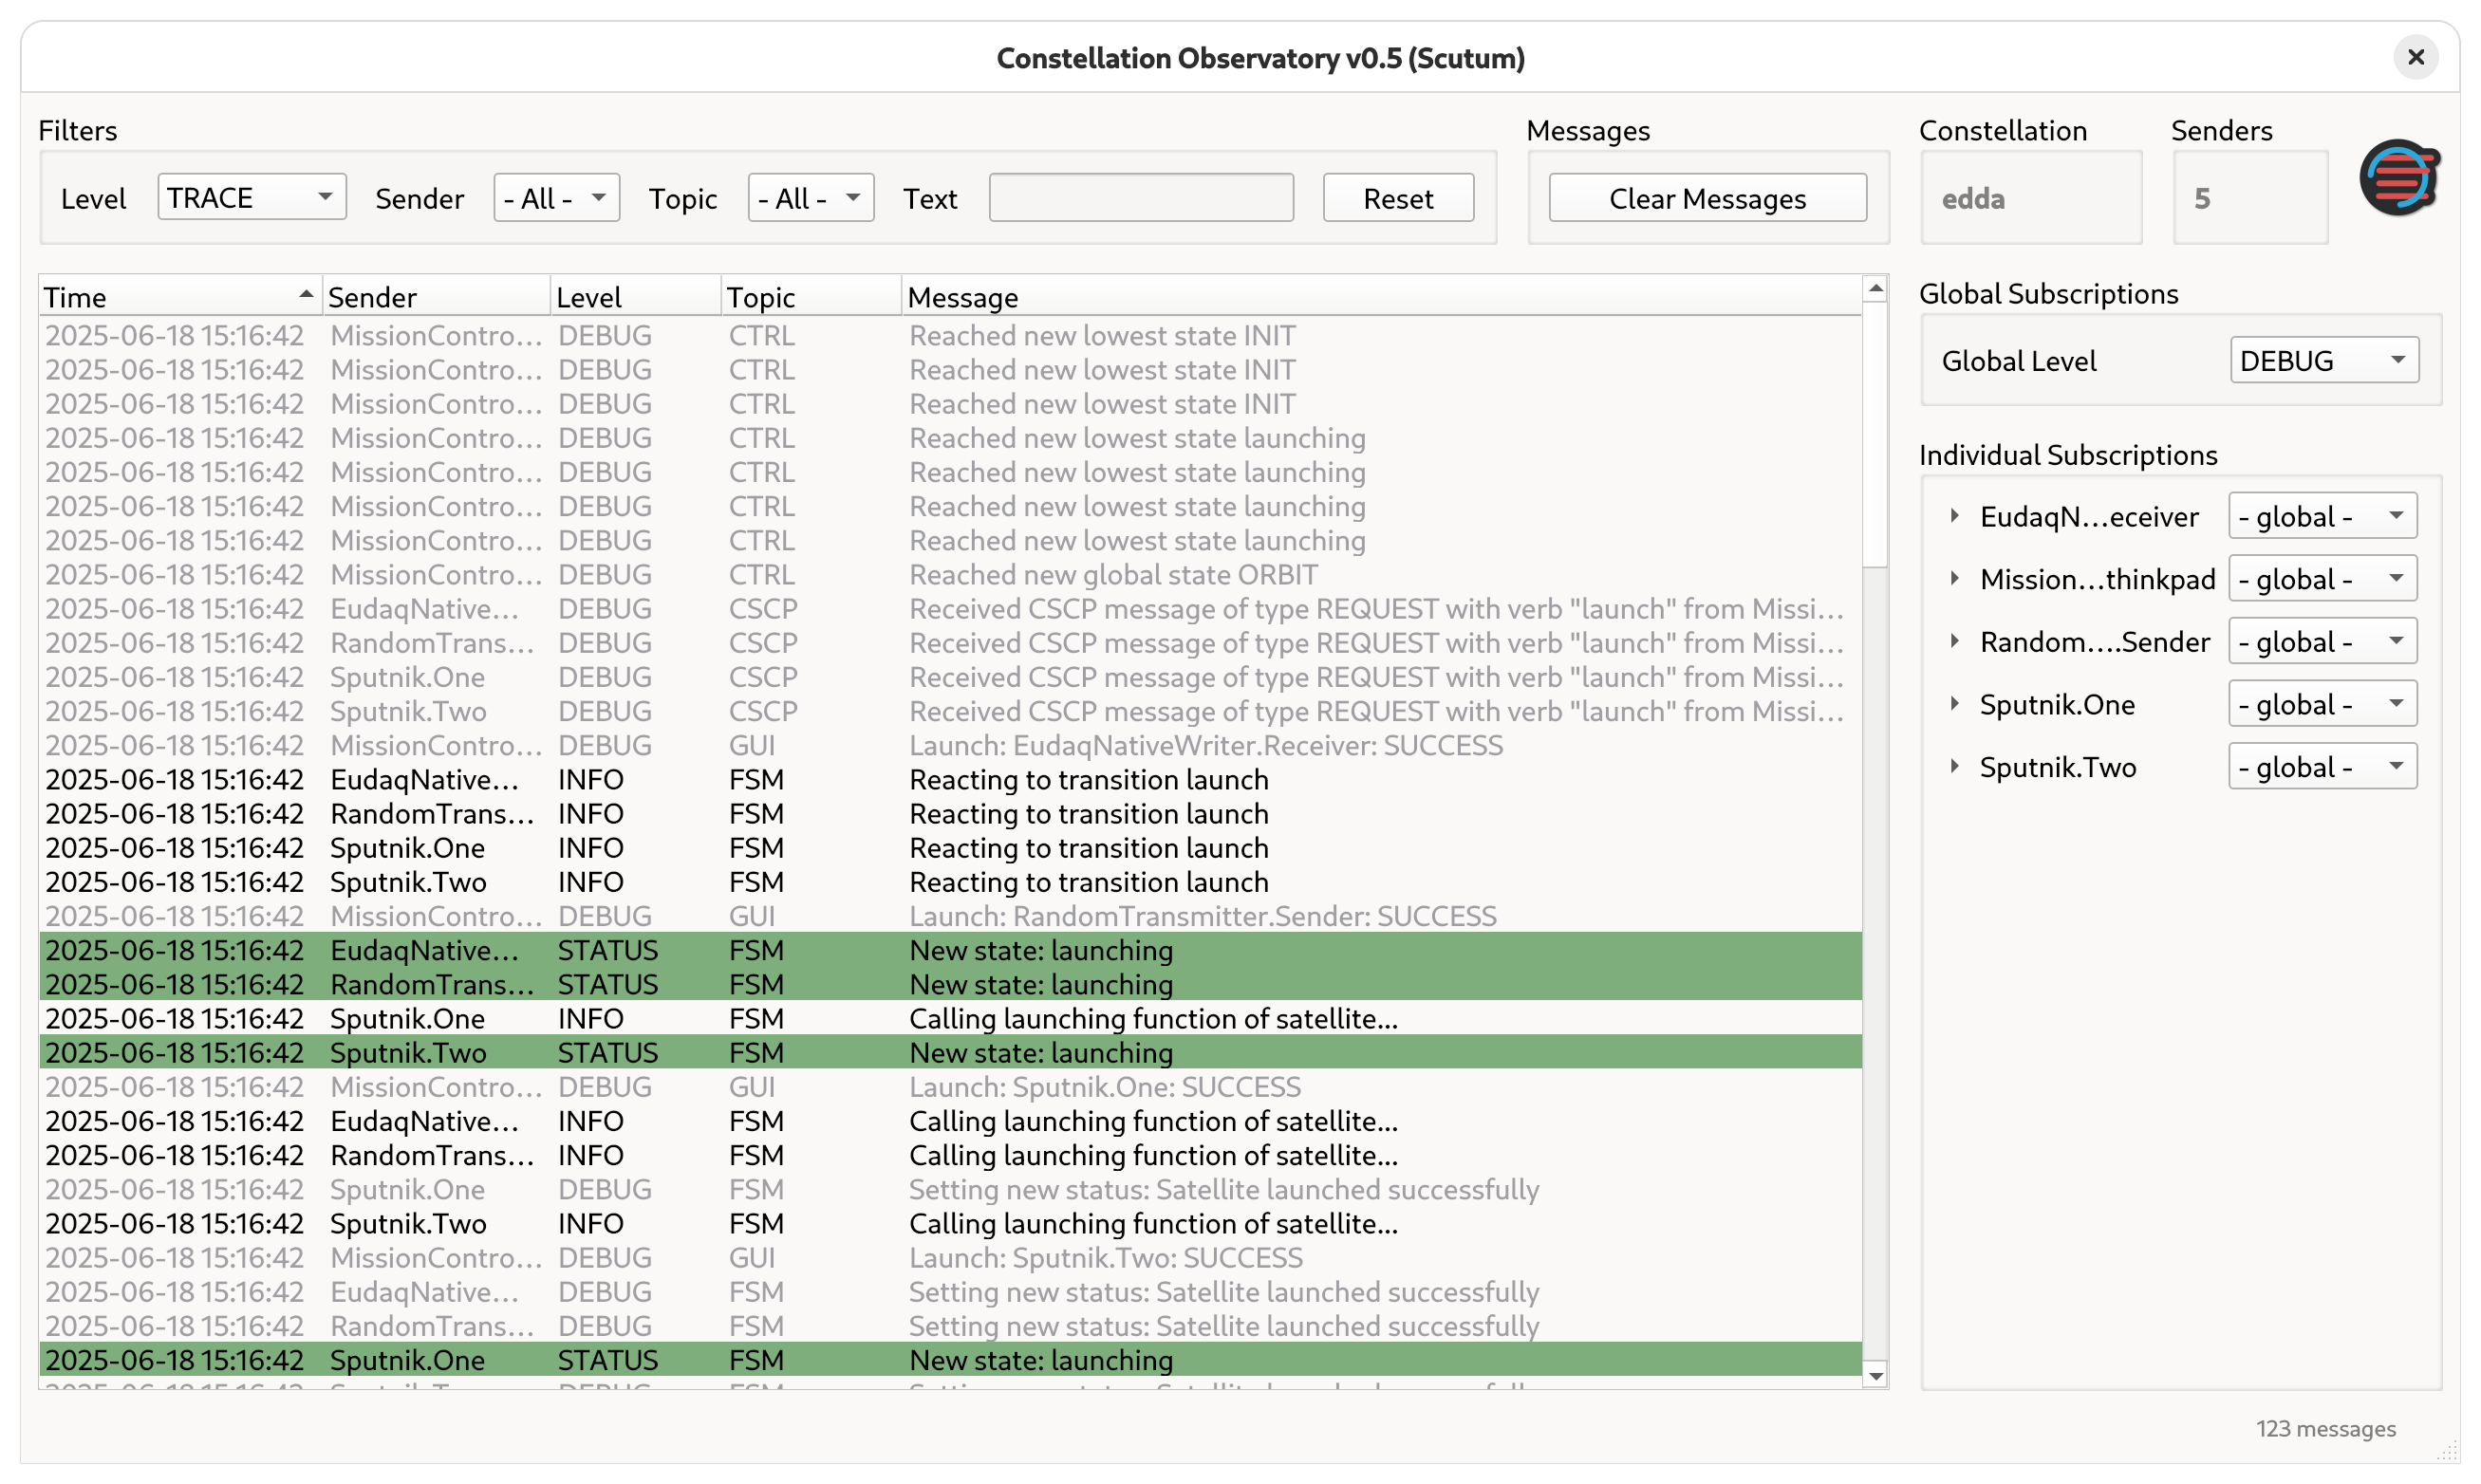 Constellation Observatory v0.5 (Scutum)
Filters
Level TRACE Sender - All - Topic - All - Text Reset
Messages
Clear Messages
Constellation
edda
Senders
5
Time Sender Level Topic Message
2025-06-18 15:16:42 MissionContro... DEBUG CTRL Reached new lowest state INIT
2025-06-18 15:16:42 MissionContro... DEBUG CTRL Reached new lowest state INIT
2025-06-18 15:16:42 MissionContro... DEBUG CTRL Reached new lowest state INIT
2025-06-18 15:16:42 MissionContro... DEBUG CTRL Reached new lowest state launching
2025-06-18 15:16:42 MissionContro... DEBUG CTRL Reached new lowest state launching
2025-06-18 15:16:42 MissionContro... DEBUG CTRL Reached new lowest state launching
2025-06-18 15:16:42 MissionContro... DEBUG CTRL Reached new lowest state launching
2025-06-18 15:16:42 MissionContro... DEBUG CTRL Reached new global state ORBIT
2025-06-18 15:16:42 EudaqNative... DEBUG CSCP Received CSCP message of type REQUEST with verb "launch" from Missi...
2025-06-18 15:16:42 RandomTrans... DEBUG CSCP Received CSCP message of type REQUEST with verb "launch" from Missi...
2025-06-18 15:16:42 Sputnik.One DEBUG CSCP Received CSCP message of type REQUEST with verb "launch" from Missi...
2025-06-18 15:16:42 Sputnik.Two DEBUG CSCP Received CSCP message of type REQUEST with verb "launch" from Missi...
2025-06-18 15:16:42 MissionContro... DEBUG GUI Launch: EudaqNativeWriter.Receiver: SUCCESS
2025-06-18 15:16:42 EudaqNative... INFO FSM Reacting to transition launch
2025-06-18 15:16:42 RandomTrans... INFO FSM Reacting to transition launch
2025-06-18 15:16:42 Sputnik.One INFO FSM Reacting to transition launch
2025-06-18 15:16:42 Sputnik.Two INFO FSM Reacting to transition launch
2025-06-18 15:16:42 MissionContro... DEBUG GUI Launch: RandomTransmitter.Sender: SUCCESS
2025-06-18 15:16:42 EudaqNative... STATUS FSM New state: launching
2025-06-18 15:16:42 RandomTrans... STATUS FSM New state: launching
2025-06-18 15:16:42 Sputnik.One INFO FSM Calling launching function of satellite...
2025-06-18 15:16:42 Sputnik.Two STATUS FSM New state: launching
2025-06-18 15:16:42 MissionContro... DEBUG GUI Launch: Sputnik.One: SUCCESS
2025-06-18 15:16:42 EudaqNative... INFO FSM Calling launching function of satellite...
2025-06-18 15:16:42 RandomTrans... INFO FSM Calling launching function of satellite...
2025-06-18 15:16:42 Sputnik.One DEBUG FSM Setting new status: Satellite launched successfully
2025-06-18 15:16:42 Sputnik.Two INFO FSM Calling launching function of satellite...
2025-06-18 15:16:42 MissionContro... DEBUG GUI Launch: Sputnik.Two: SUCCESS
2025-06-18 15:16:42 EudaqNative... DEBUG FSM Setting new status: Satellite launched successfully
2025-06-18 15:16:42 RandomTrans... DEBUG FSM Setting new status: Satellite launched successfully
2025-06-18 15:16:42 Sputnik.One STATUS FSM New state: launching
Global Subscriptions
Global Level DEBUG
Individual Subscriptions
EudaqN...eceiver - global -
Mission...thinkpad - global -
Random....Sender - global -
Sputnik.One - global -
Sputnik.Two - global -
123 messages